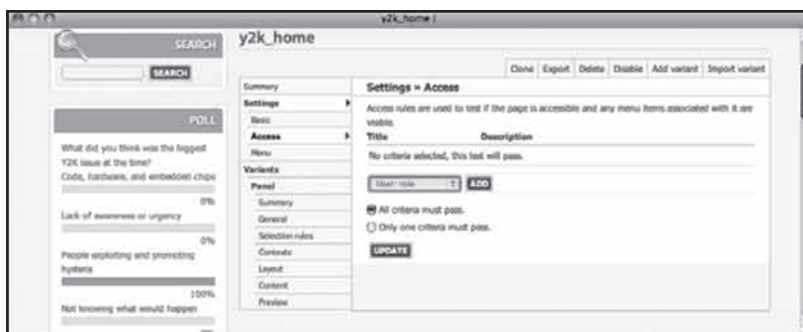 y2k_home |
SEARCH
SEARCH
POLL
What did you think was the biggest
Y2K issue at the time?
Code, hardware, and embedded chips
0%
Lack of awareness or urgency
0%
People exploiting and promoting
hysteria
100%
Not knowing what would happen
y2k_home
Clone Export Delete Disable Add variant Import variant
Summary
Settings
Basic
Access
Menu
Variants
Panel
Summary
General
Selection rules
Contexts
Layout
Content
Preview
Settings » Access
Access rules are used to test if the page is accessible and any menu items associated with it are
visible.
Title Description
No criteria selected, this test will pass.
User: role ADD
All criteria must pass.
Only one criteria must pass.
UPDATE